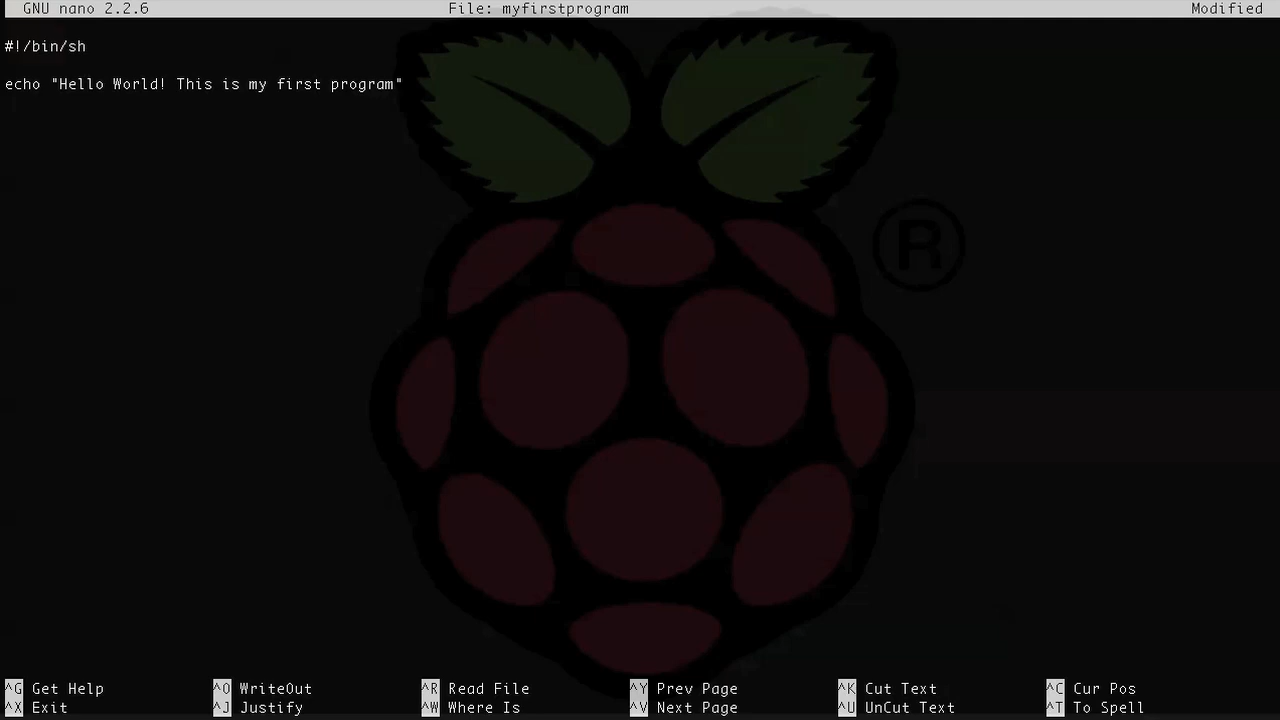 GNU nano 2.2.6 File: myfirstprogram Modified
#!/bin/sh
echo "Hello World! This is my first program"
®
^G Get Help ^O WriteOut ^R Read File ^Y Prev Page ^K Cut Text ^C Cur Pos
^X Exit ^J Justify ^W Where Is ^V Next Page ^U UnCut Text ^T To Spell